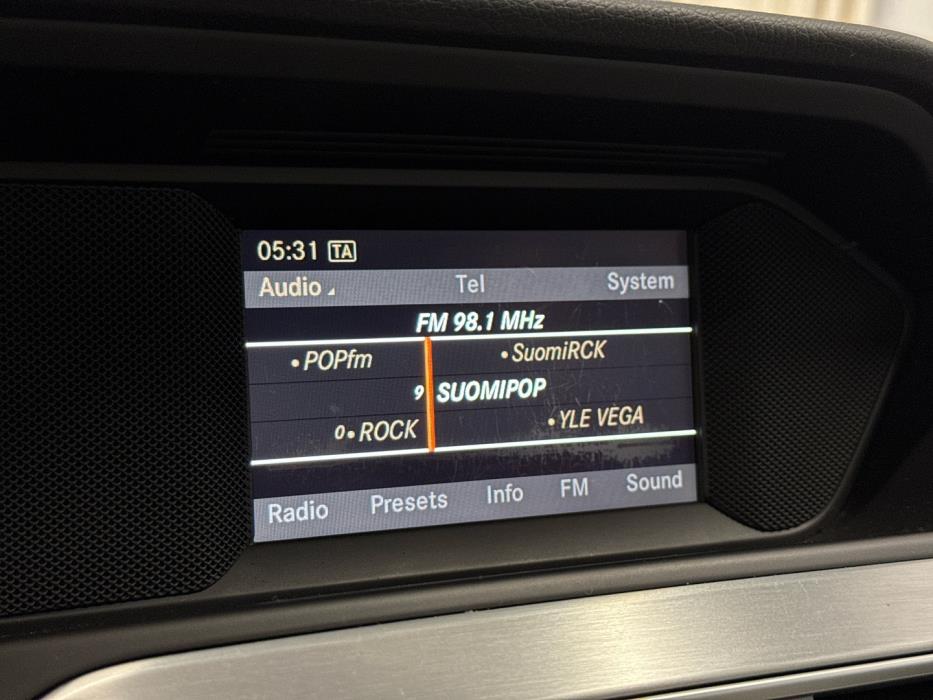 05:31 TA
Audio Tel System
FM 98.1 MHz
• POPfm • SuomiRCK
9 SUOMIPOP
0• ROCK • YLE VEGA
Radio Presets Info FM Sound